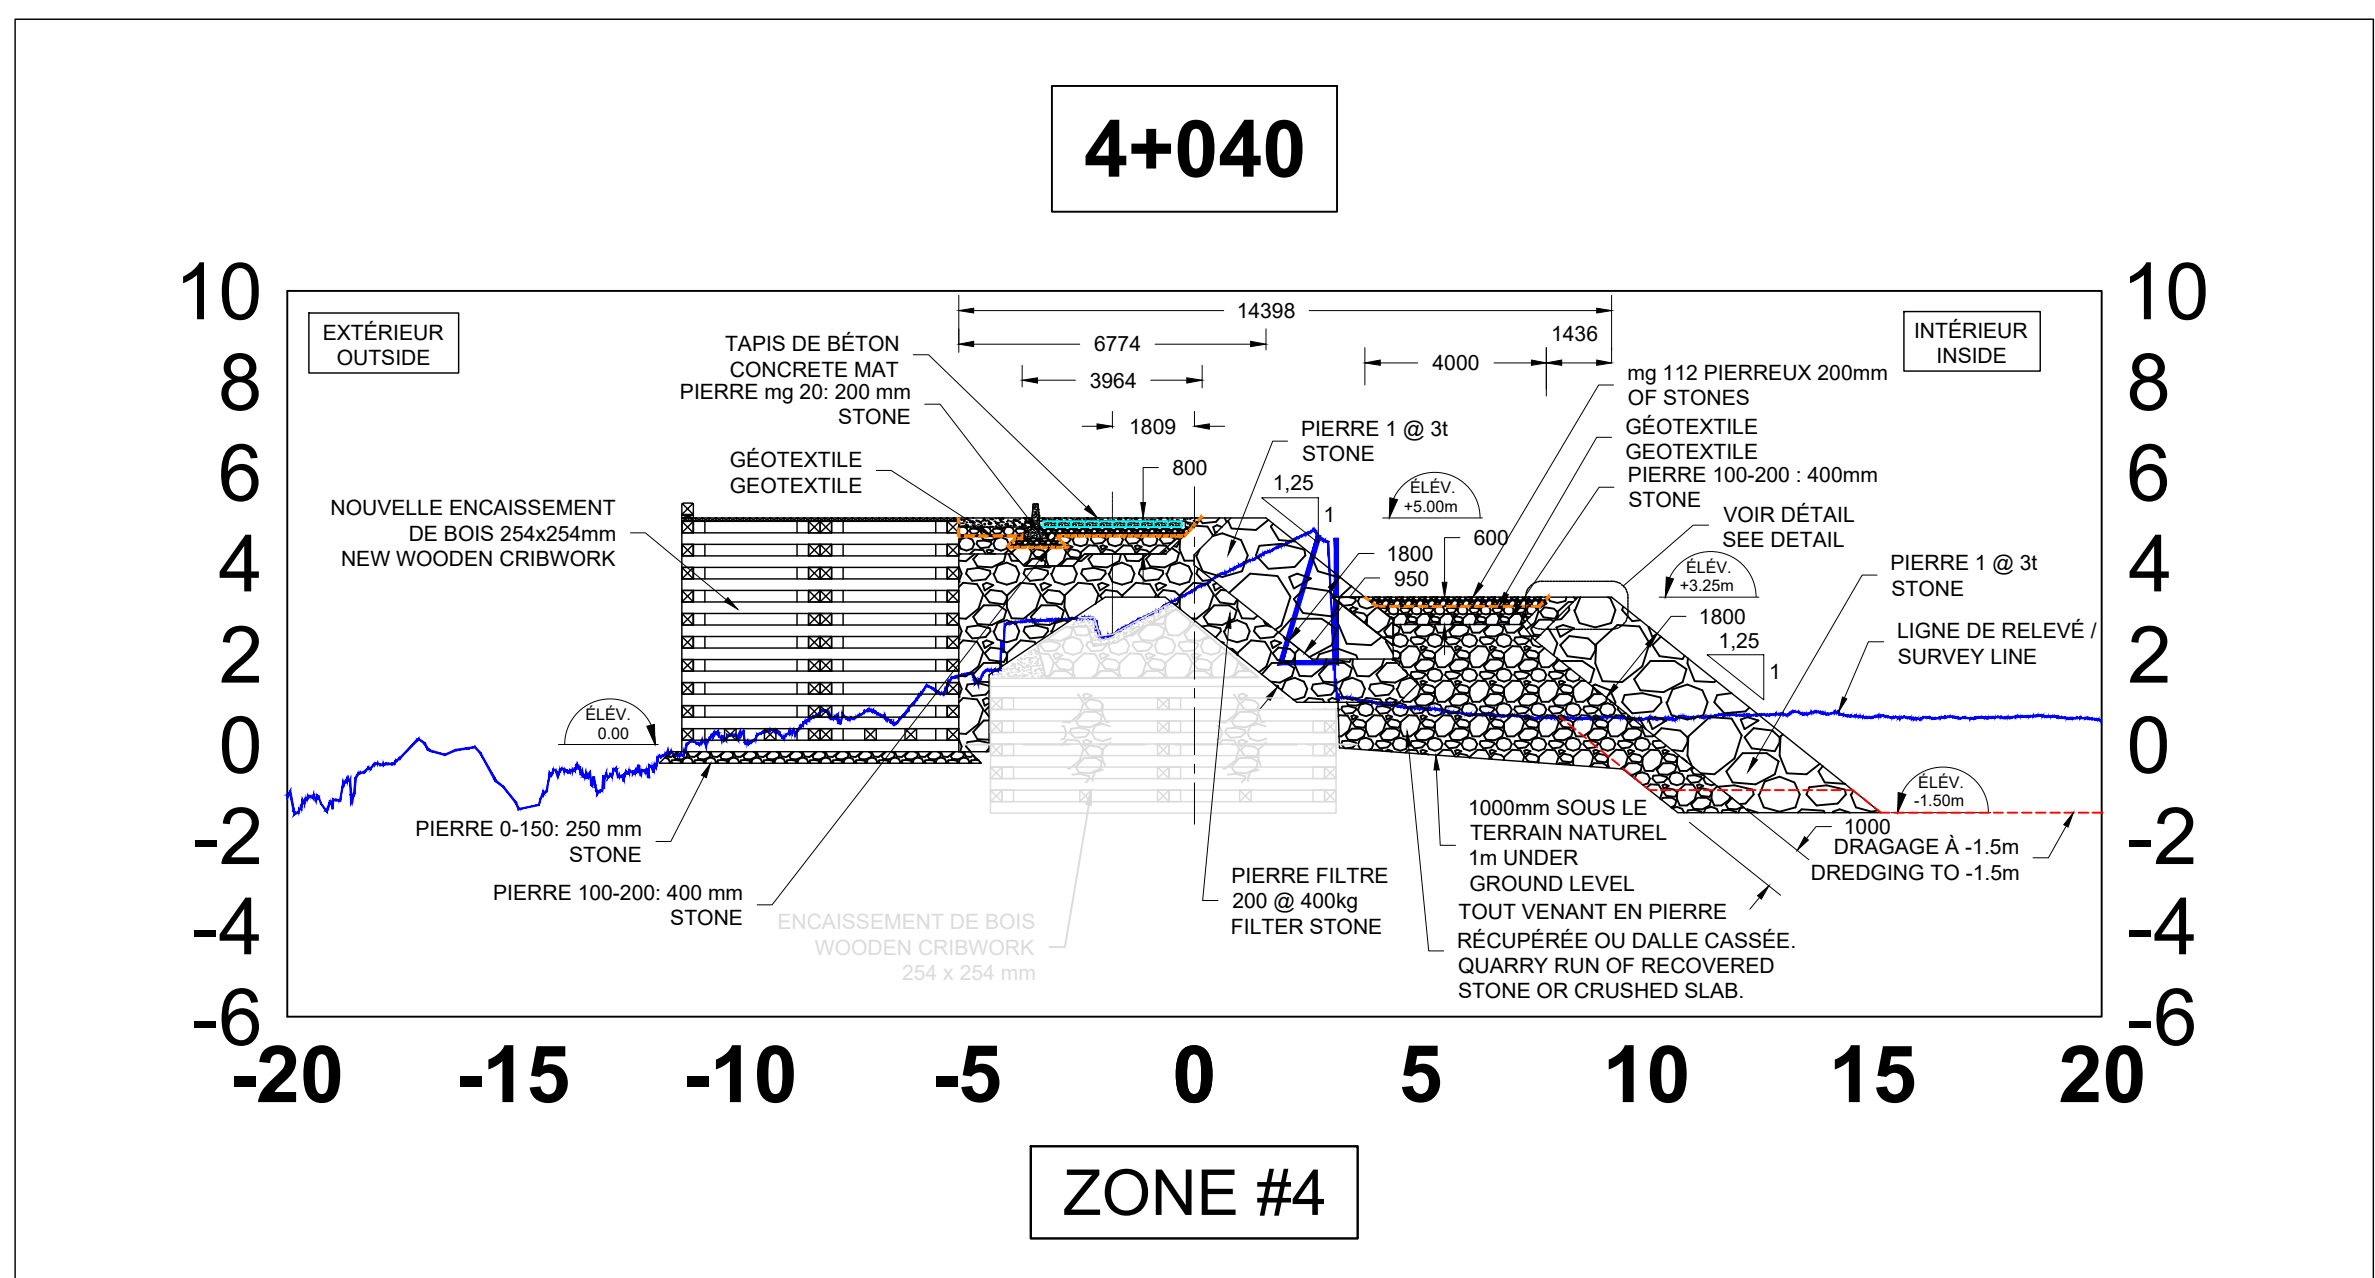 4+040
10
8
6
4
2
0
-2
-4
-6
10
8
6
4
2
0
-2
-4
-6
-20
-15
-10
-5
0
5
10
15
20
EXTÉRIEUR
OUTSIDE
INTÉRIEUR
INSIDE
14398
6774
1436
3964
4000
1809
800
TAPIS DE BÉTON
CONCRETE MAT
PIERRE mg 20: 200 mm
STONE
GÉOTEXTILE
GEOTEXTILE
NOUVELLE ENCAISSEMENT
DE BOIS 254x254mm
NEW WOODEN CRIBWORK
PIERRE 1 @ 3t
STONE
1,25
1
ÉLÉV.
+5.00m
mg 112 PIERREUX 200mm
OF STONES
GÉOTEXTILE
GEOTEXTILE
PIERRE 100-200 : 400mm
STONE
VOIR DÉTAIL
SEE DETAIL
600
1800
950
ÉLÉV.
+3.25m
PIERRE 1 @ 3t
STONE
1800
1,25
1
LIGNE DE RELEVÉ /
SURVEY LINE
ÉLÉV.
0.00
ÉLÉV.
-1.50m
PIERRE 0-150: 250 mm
STONE
PIERRE 100-200: 400 mm
STONE
ENCAISSEMENT DE BOIS
WOODEN CRIBWORK
254 x 254 mm
PIERRE FILTRE
200 @ 400kg
FILTER STONE
1000mm SOUS LE
TERRAIN NATUREL
1m UNDER
GROUND LEVEL
1000
DRAGAGE À -1.5m
DREDGING TO -1.5m
TOUT VENANT EN PIERRE
RÉCUPÉRÉE OU DALLE CASSÉE.
QUARRY RUN OF RECOVERED
STONE OR CRUSHED SLAB.
ZONE #4